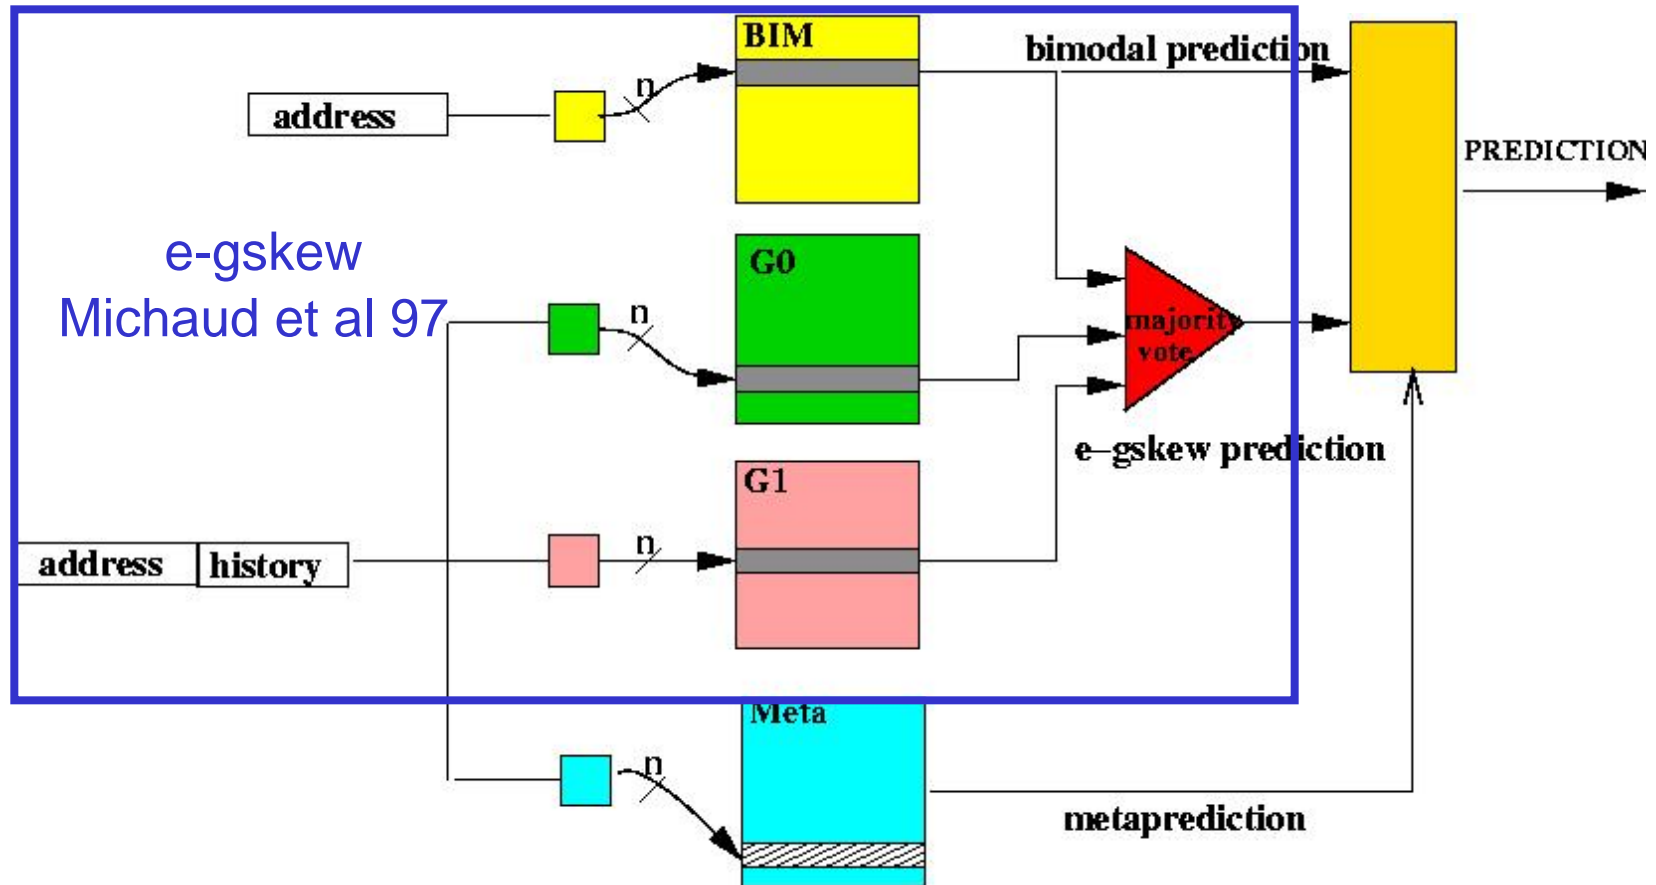 BIM
bimodal prediction
n
address
PREDICTION
e-gskew
Michaud et al 97
G0
n
majority
vote
e-gskew prediction
G1
n
address history
Meta
n
metaprediction